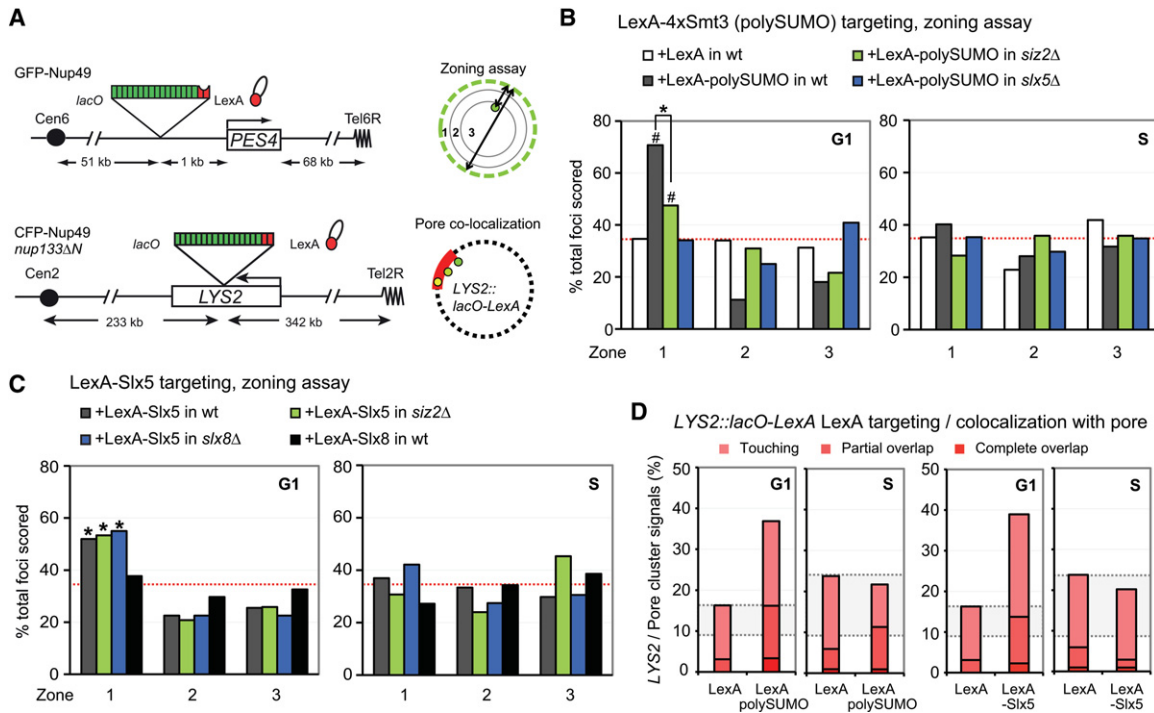 A
GFP-Nup49
lacO
LexA
Cen6
PES4
Tel6R
51 kb
1 kb
68 kb
Zoning assay
1 2 3
CFP-Nup49
nup133ΔN
lacO
LexA
Cen2
LYS2
Tel2R
233 kb
342 kb
Pore co-localization
LYS2::
lacO-LexA
B
LexA-4xSmt3 (polySUMO) targeting, zoning assay
+LexA in wt
+LexA-polySUMO in siz2Δ
+LexA-polySUMO in wt
+LexA-polySUMO in slx5Δ
% total foci scored
80
60
40
20
0
G1
*
#
#
Zone 1 2 3
80
60
40
20
0
S
1 2 3
C
LexA-Slx5 targeting, zoning assay
+LexA-Slx5 in wt
+LexA-Slx5 in siz2Δ
+LexA-Slx5 in slx8Δ
+LexA-Slx8 in wt
% total foci scored
80
60
40
20
0
G1
* * *
Zone 1 2 3
80
60
40
20
0
S
1 2 3
D
LYS2::lacO-LexA LexA targeting / colocalization with pore
Touching
Partial overlap
Complete overlap
LYS2 / Pore cluster signals (%)
50
40
30
20
10
0
G1
LexA
LexA
polySUMO
S
LexA
LexA
polySUMO
50
40
30
20
10
0
G1
LexA
LexA
-Slx5
S
LexA
LexA
-Slx5